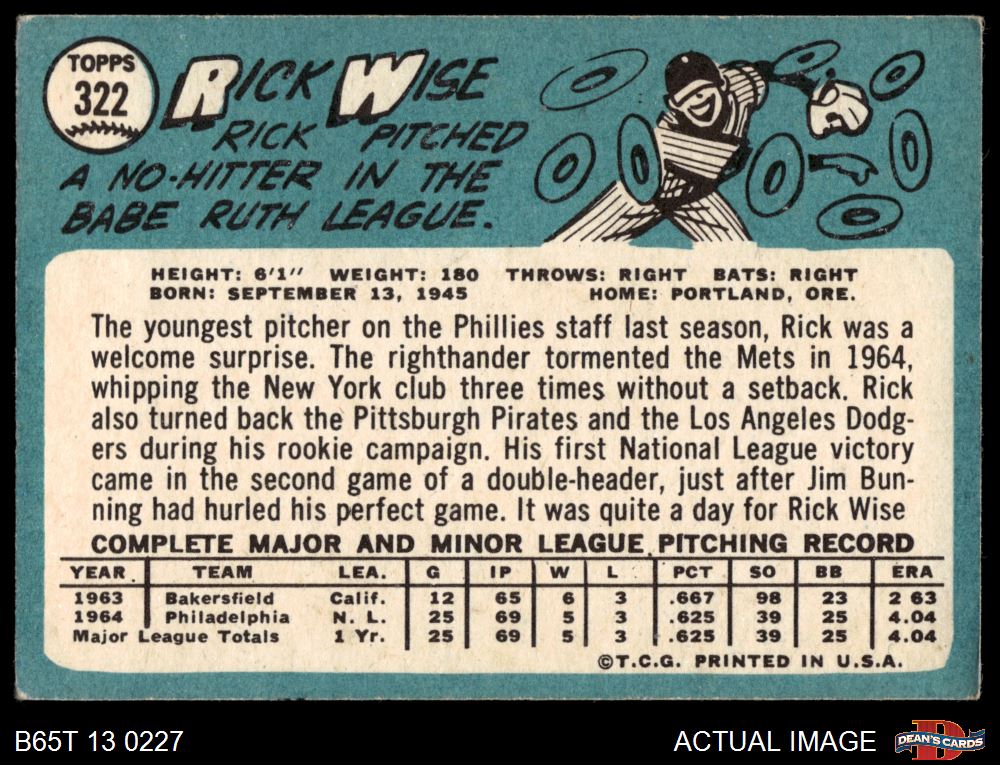 TOPPS
322
RICK WISE
RICK PITCHED
A NO-HITTER IN THE
BABE RUTH LEAGUE.
0 0 0 0 0 0 0 0
HEIGHT: 6'1" WEIGHT: 180 THROWS: RIGHT BATS: RIGHT
BORN: SEPTEMBER 13, 1945 HOME: PORTLAND, ORE.
The youngest pitcher on the Phillies staff last season, Rick was a
welcome surprise. The righthander tormented the Mets in 1964,
whipping the New York club three times without a setback. Rick
also turned back the Pittsburgh Pirates and the Los Angeles Dodg-
ers during his rookie campaign. His first National League victory
came in the second game of a double-header, just after Jim Bun-
ning had hurled his perfect game. It was quite a day for Rick Wise
COMPLETE MAJOR AND MINOR LEAGUE PITCHING RECORD
YEAR TEAM LEA. G IP W L PCT SO BB ERA
1963 Bakersfield Calif. 12 65 6 3 .667 98 23 2 63
1964 Philadelphia N. L. 25 69 5 3 .625 39 25 4.04
Major League Totals 1 Yr. 25 69 5 3 .625 39 25 4.04
©T.C.G. PRINTED IN U.S.A.
B65T 13 0227
ACTUAL IMAGE
D
DEAN'S CARDS